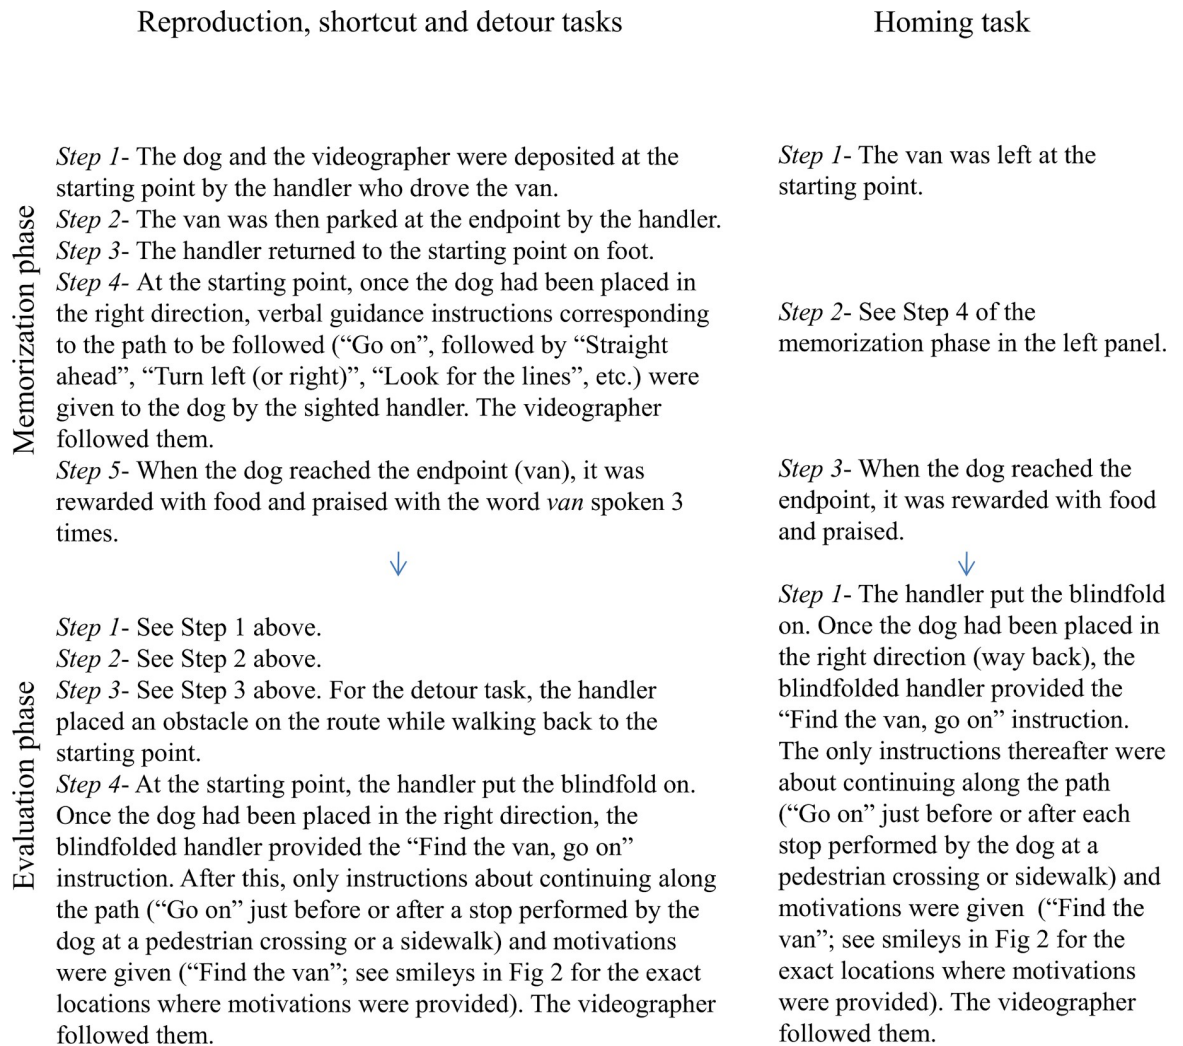 Reproduction, shortcut and detour tasks
Homing task
Memorization phase
Step 1- The dog and the videographer were deposited at the
starting point by the handler who drove the van.
Step 2- The van was then parked at the endpoint by the handler.
Step 3- The handler returned to the starting point on foot.
Step 4- At the starting point, once the dog had been placed in
the right direction, verbal guidance instructions corresponding
to the path to be followed (“Go on”, followed by “Straight
ahead”, “Turn left (or right)”, “Look for the lines”, etc.) were
given to the dog by the sighted handler. The videographer
followed them.
Step 5- When the dog reached the endpoint (van), it was
rewarded with food and praised with the word van spoken 3
times.
Step 1- The van was left at the
starting point.
Step 2- See Step 4 of the
memorization phase in the left panel.
Step 3- When the dog reached the
endpoint, it was rewarded with food
and praised.
Evaluation phase
Step 1- See Step 1 above.
Step 2- See Step 2 above.
Step 3- See Step 3 above. For the detour task, the handler
placed an obstacle on the route while walking back to the
starting point.
Step 4- At the starting point, the handler put the blindfold on.
Once the dog had been placed in the right direction, the
blindfolded handler provided the “Find the van, go on”
instruction. After this, only instructions about continuing along
the path (“Go on” just before or after a stop performed by the
dog at a pedestrian crossing or a sidewalk) and motivations
were given (“Find the van”; see smileys in Fig 2 for the exact
locations where motivations were provided). The videographer
followed them.
Step 1- The handler put the blindfold
on. Once the dog had been placed in
the right direction (way back), the
blindfolded handler provided the
“Find the van, go on” instruction.
The only instructions thereafter were
about continuing along the path
(“Go on” just before or after each
stop performed by the dog at a
pedestrian crossing or sidewalk) and
motivations were given (“Find the
van”; see smileys in Fig 2 for the
exact locations where motivations
were provided). The videographer
followed them.